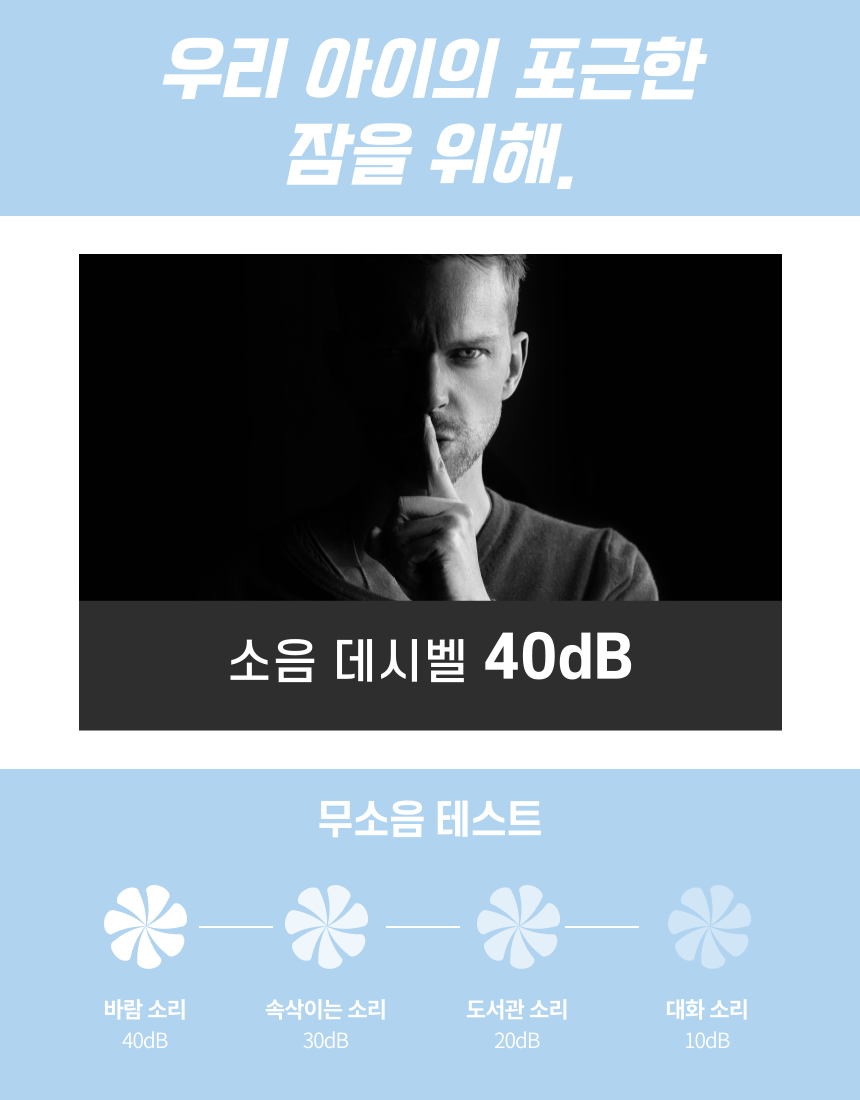 우리 아이의 포근한
잠을 위해.
소음 데시벨 40dB
무소음 테스트
바람 소리
40dB
속삭이는 소리
30dB
도서관 소리
20dB
대화 소리
10dB